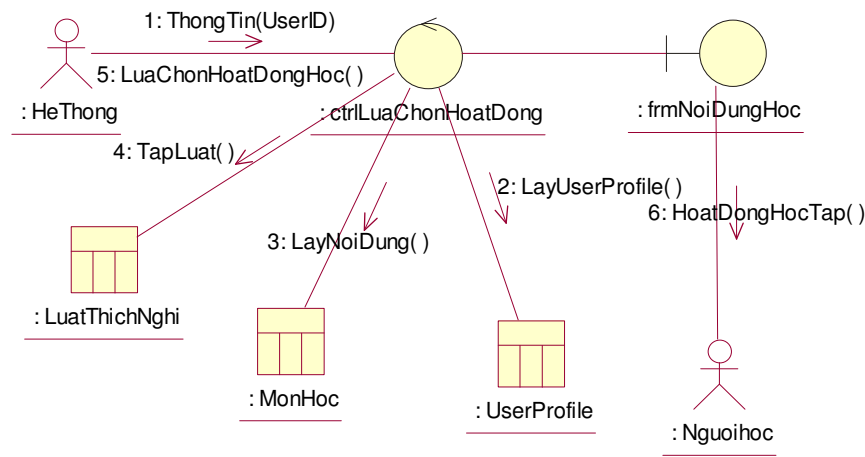 1: ThongTin(UserID)
5: LuaChonHoatDongHoc( )
: HeThong
: ctrlLuaChonHoatDong
: frmNoiDungHoc
4: TapLuat( )
2: LayUserProfile( )
6: HoatDongHocTap( )
3: LayNoiDung( )
: LuatThichNghi
: MonHoc
: UserProfile
: Nguoihoc